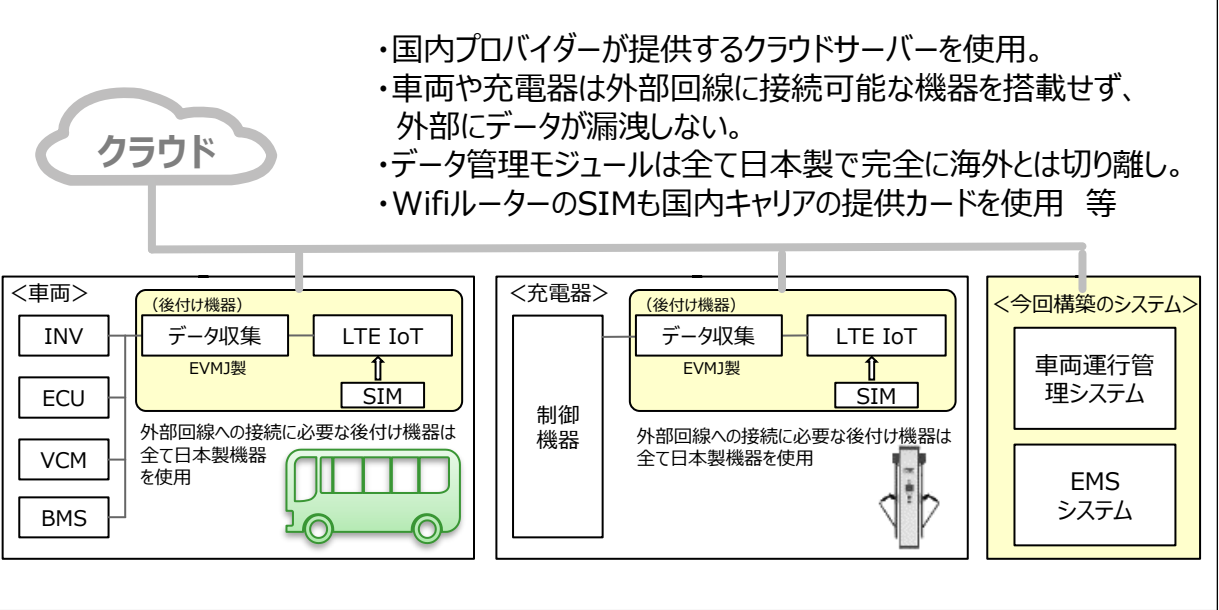 ・国内プロバイダーが提供するクラウドサーバーを使用。
・車両や充電器は外部回線に接続可能な機器を搭載せず、
外部にデータが漏洩しない。
・データ管理モジュールは全て日本製で完全に海外とは切り離し。
・WifiルーターのSIMも国内キャリアの提供カードを使用　等
クラウド
＜車両＞
INV
ECU
VCM
BMS
（後付け機器）
データ収集
LTE IoT
EVMJ製
SIM
外部回線への接続に必要な後付け機器は
全て日本製機器
を使用
＜充電器＞
制御
機器
（後付け機器）
データ収集
LTE IoT
EVMJ製
SIM
外部回線への接続に必要な後付け機器は
全て日本製機器を使用
＜今回構築のシステム＞
車両運行管
理システム
EMS
システム